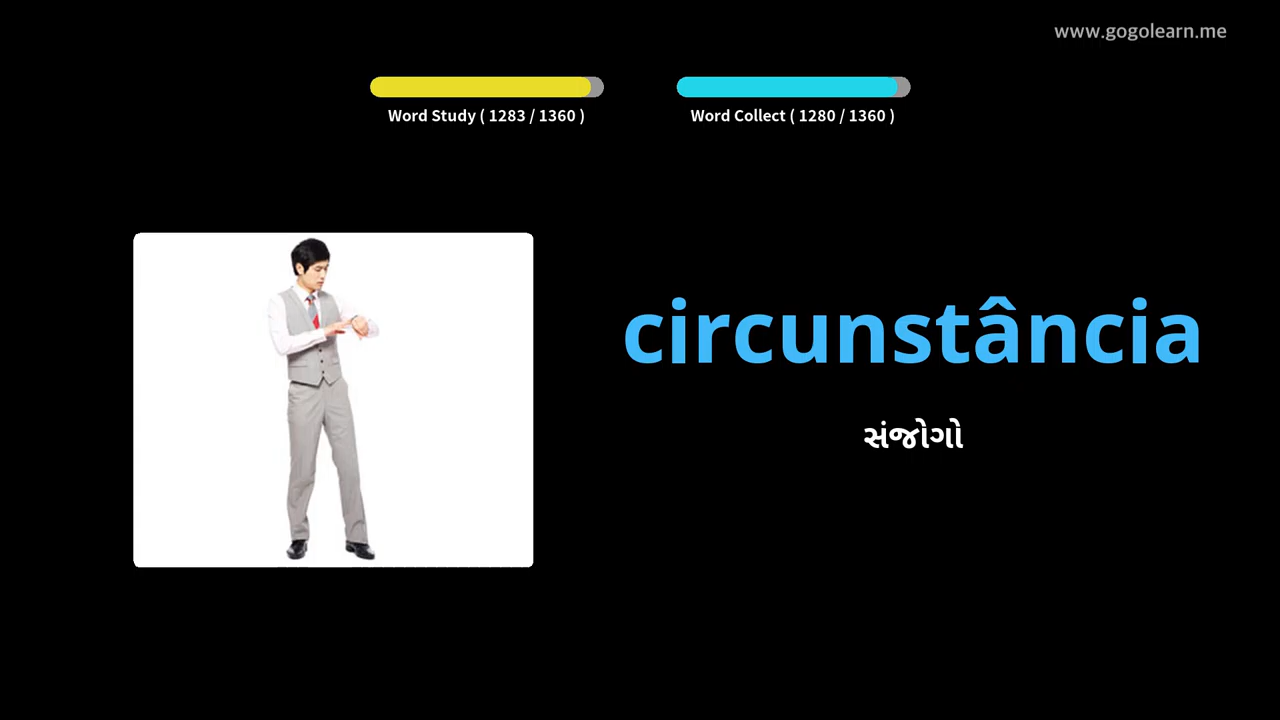 www.gogolearn.me
Word Study ( 1283 / 1360 )
Word Collect ( 1280 / 1360 )
circunstância
સંજોગો